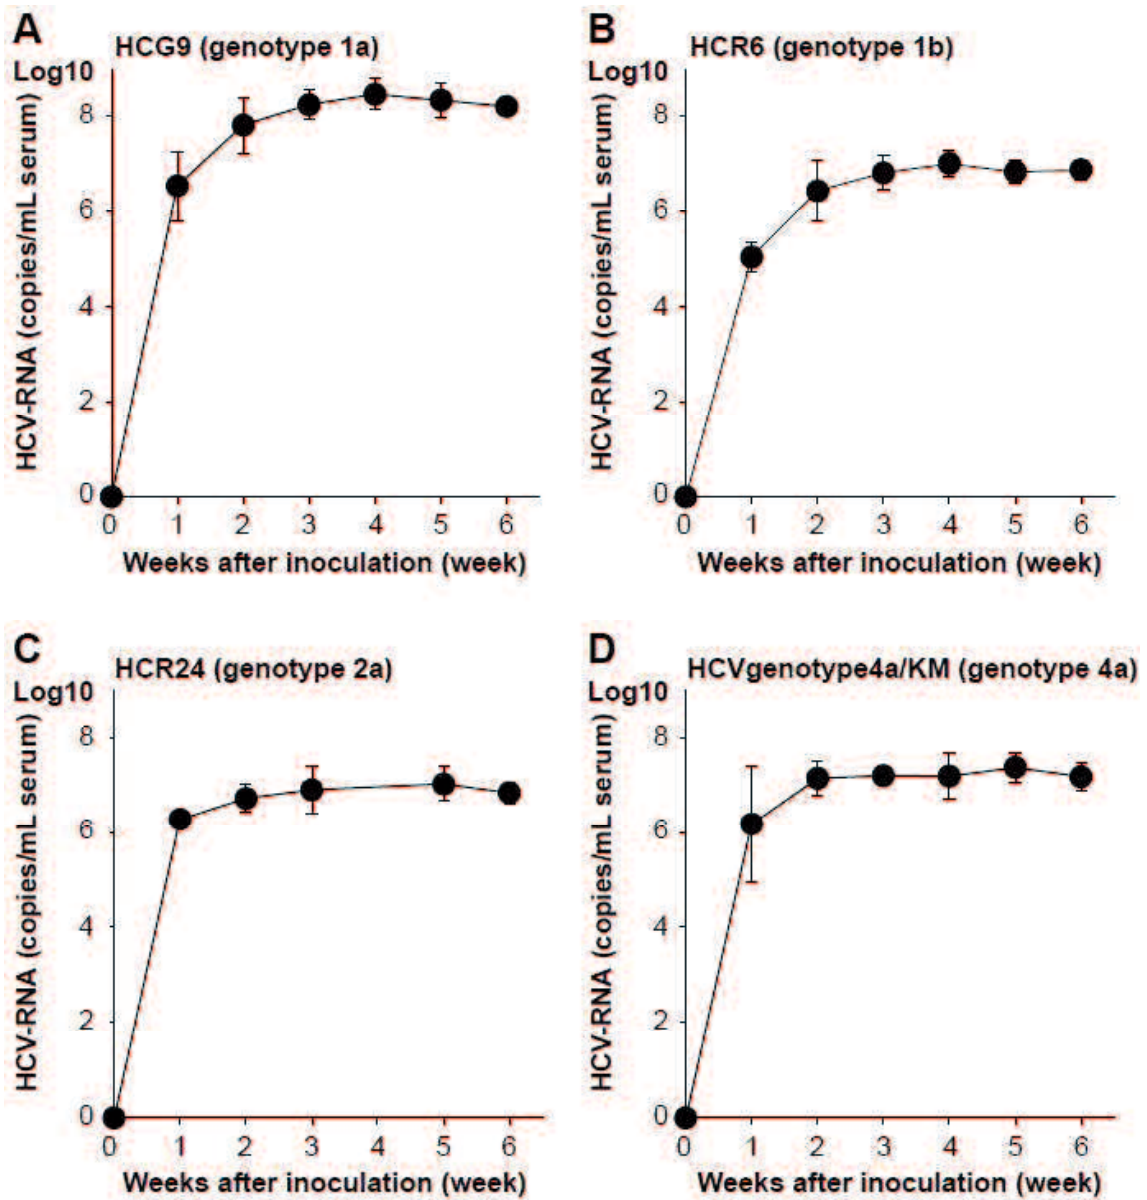 A
HCG9 (genotype 1a)
Log10
HCV-RNA (copies/mL serum)
8
6
4
2
0
0 1 2 3 4 5 6
Weeks after inoculation (week)
B
HCR6 (genotype 1b)
Log10
HCV-RNA (copies/mL serum)
8
6
4
2
0
0 1 2 3 4 5 6
Weeks after inoculation (week)
C
HCR24 (genotype 2a)
Log10
HCV-RNA (copies/mL serum)
8
6
4
2
0
0 1 2 3 4 5 6
Weeks after inoculation (week)
D
HCVgenotype4a/KM (genotype 4a)
Log10
HCV-RNA (copies/mL serum)
8
6
4
2
0
0 1 2 3 4 5 6
Weeks after inoculation (week)